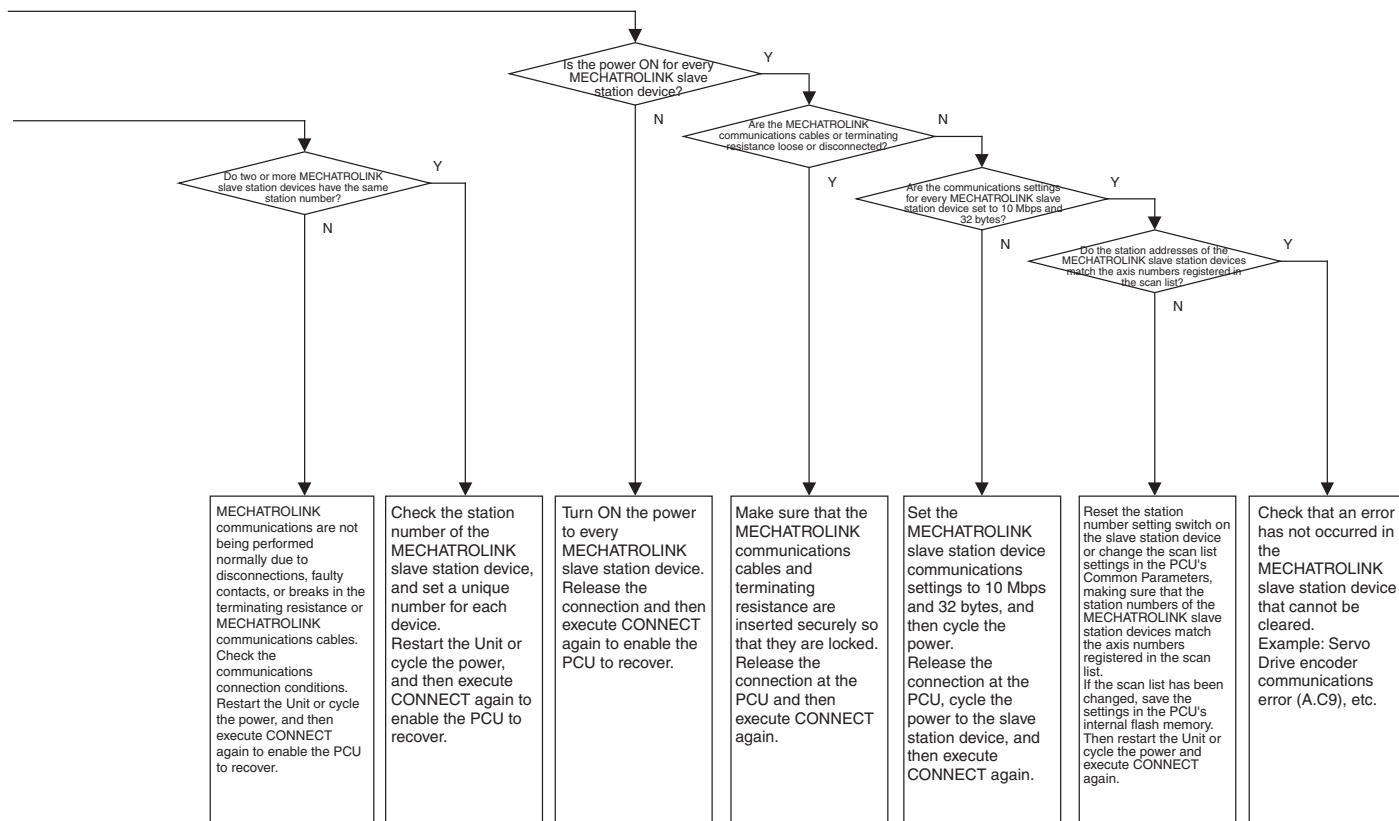 Is the power ON for every
MECHATROLINK slave
station device?
Y
N
Are the MECHATROLINK
communications cables or terminating
resistance loose or disconnected?
N
Y
Do two or more MECHATROLINK
slave station devices have the same
station number?
Y
N
Are the communications settings
for every MECHATROLINK slave
station device set to 10 Mbps and
32 bytes?
Y
N
Do the station addresses of the
MECHATROLINK slave station devices
match the axis numbers registered in
the scan list?
Y
N
MECHATROLINK
communications are not
being performed
normally due to
disconnections, faulty
contacts, or breaks in the
terminating resistance or
MECHATROLINK
communications cables.
Check the
communications
connection conditions.
Restart the Unit or cycle
the power, and then
execute CONNECT
again to enable the PCU
to recover.
Check the station
number of the
MECHATROLINK
slave station device,
and set a unique
number for each
device.
Restart the Unit or
cycle the power,
and then execute
CONNECT again to
enable the PCU to
recover.
Turn ON the power
to every
MECHATROLINK
slave station device.
Release the
connection and then
execute CONNECT
again to enable the
PCU to recover.
Make sure that the
MECHATROLINK
communications
cables and
terminating
resistance are
inserted securely so
that they are locked.
Release the
connection at the
PCU and then
execute CONNECT
again.
Set the
MECHATROLINK
slave station device
communications
settings to 10 Mbps
and 32 bytes, and
then cycle the
power.
Release the
connection at the
PCU, cycle the
power to the slave
station device, and
then execute
CONNECT again.
Reset the station
number setting switch on
the slave station device
or change the scan list
settings in the PCU's
Common Parameters,
making sure that the
station numbers of the
MECHATROLINK slave
station devices match
the axis numbers
registered in the scan
list.
If the scan list has been
changed, save the
settings in the PCU's
internal flash memory.
Then restart the Unit or
cycle the power and
execute CONNECT
again.
Check that an error
has not occurred in
the
MECHATROLINK
slave station device
that cannot be
cleared.
Example: Servo
Drive encoder
communications
error (A.C9), etc.